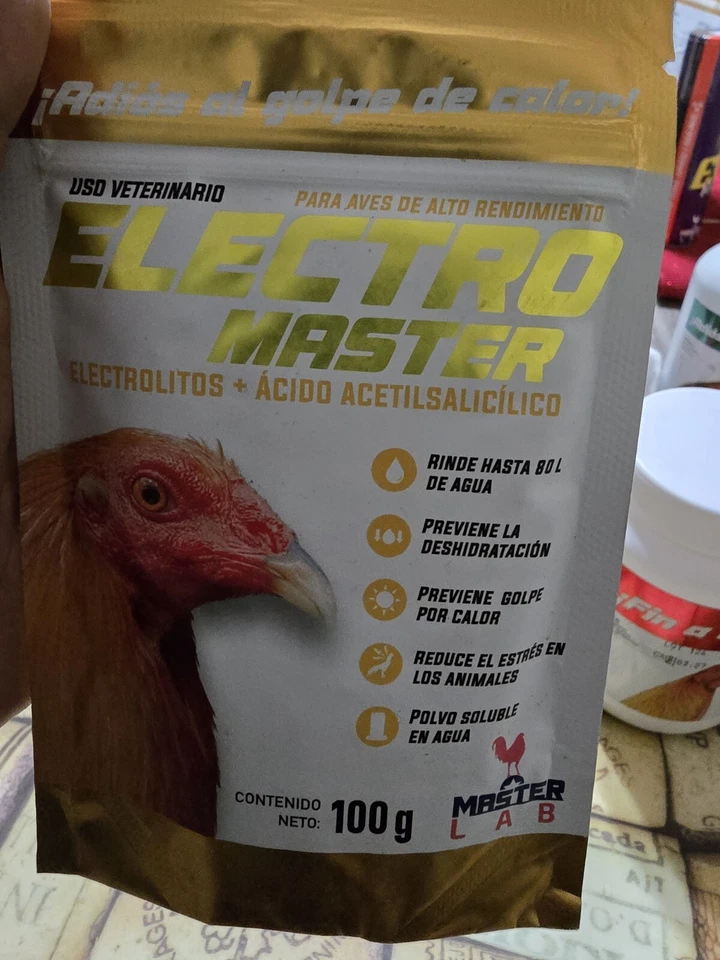 ¡Adiós al golpe de calor!
USO VETERINARIO
PARA AVES DE ALTO RENDIMIENTO
ELECTRO
MASTER
ELECTROLITOS + ÁCIDO ACETILSALICÍLICO
RINDE HASTA 80 L
DE AGUA
PREVIENE LA
DESHIDRATACIÓN
PREVIENE GOLPE
POR CALOR
REDUCE EL ESTRÉS EN
LOS ANIMALES
POLVO SOLUBLE
EN AGUA
CONTENIDO
NETO: 100 g
MASTER
LAB